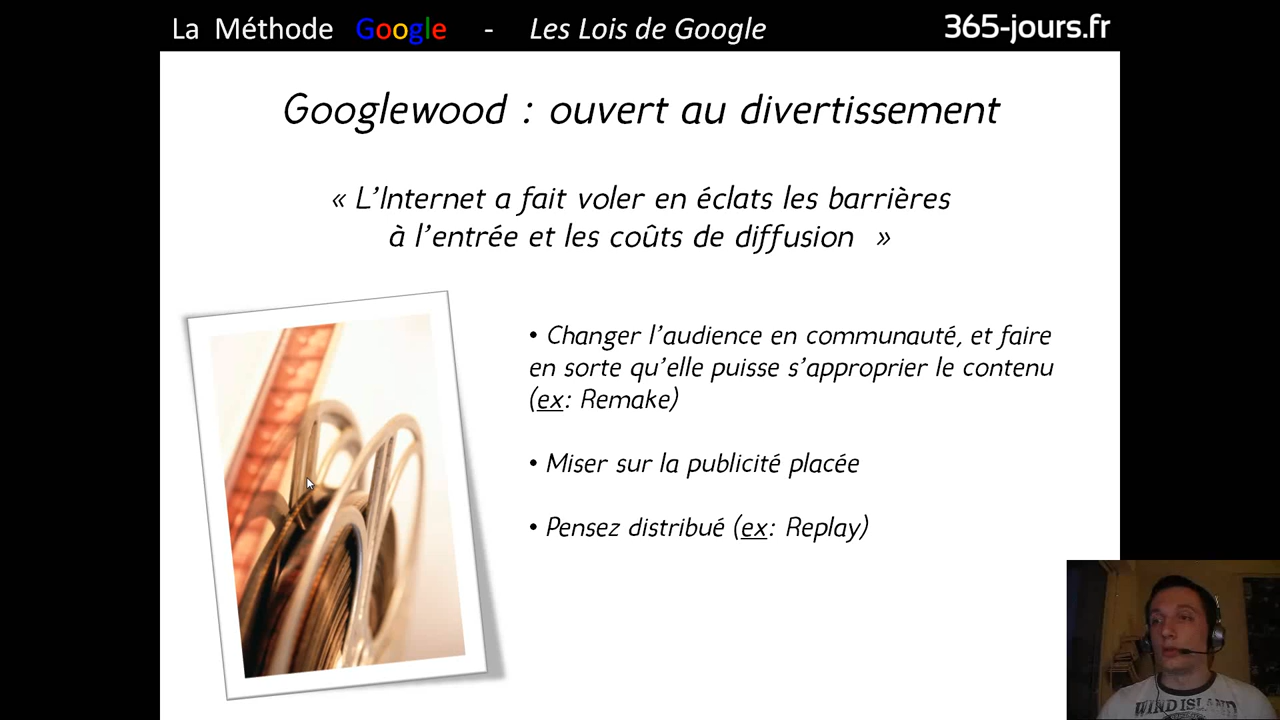 La Méthode Google - Les Lois de Google 365-jours.fr
Googlewood : ouvert au divertissement
« L’Internet a fait voler en éclats les barrières
à l’entrée et les coûts de diffusion »
• Changer l’audience en communauté, et faire
en sorte qu’elle puisse s’approprier le contenu
(ex: Remake)
• Miser sur la publicité placée
• Pensez distribué (ex: Replay)
WIND ISLAND